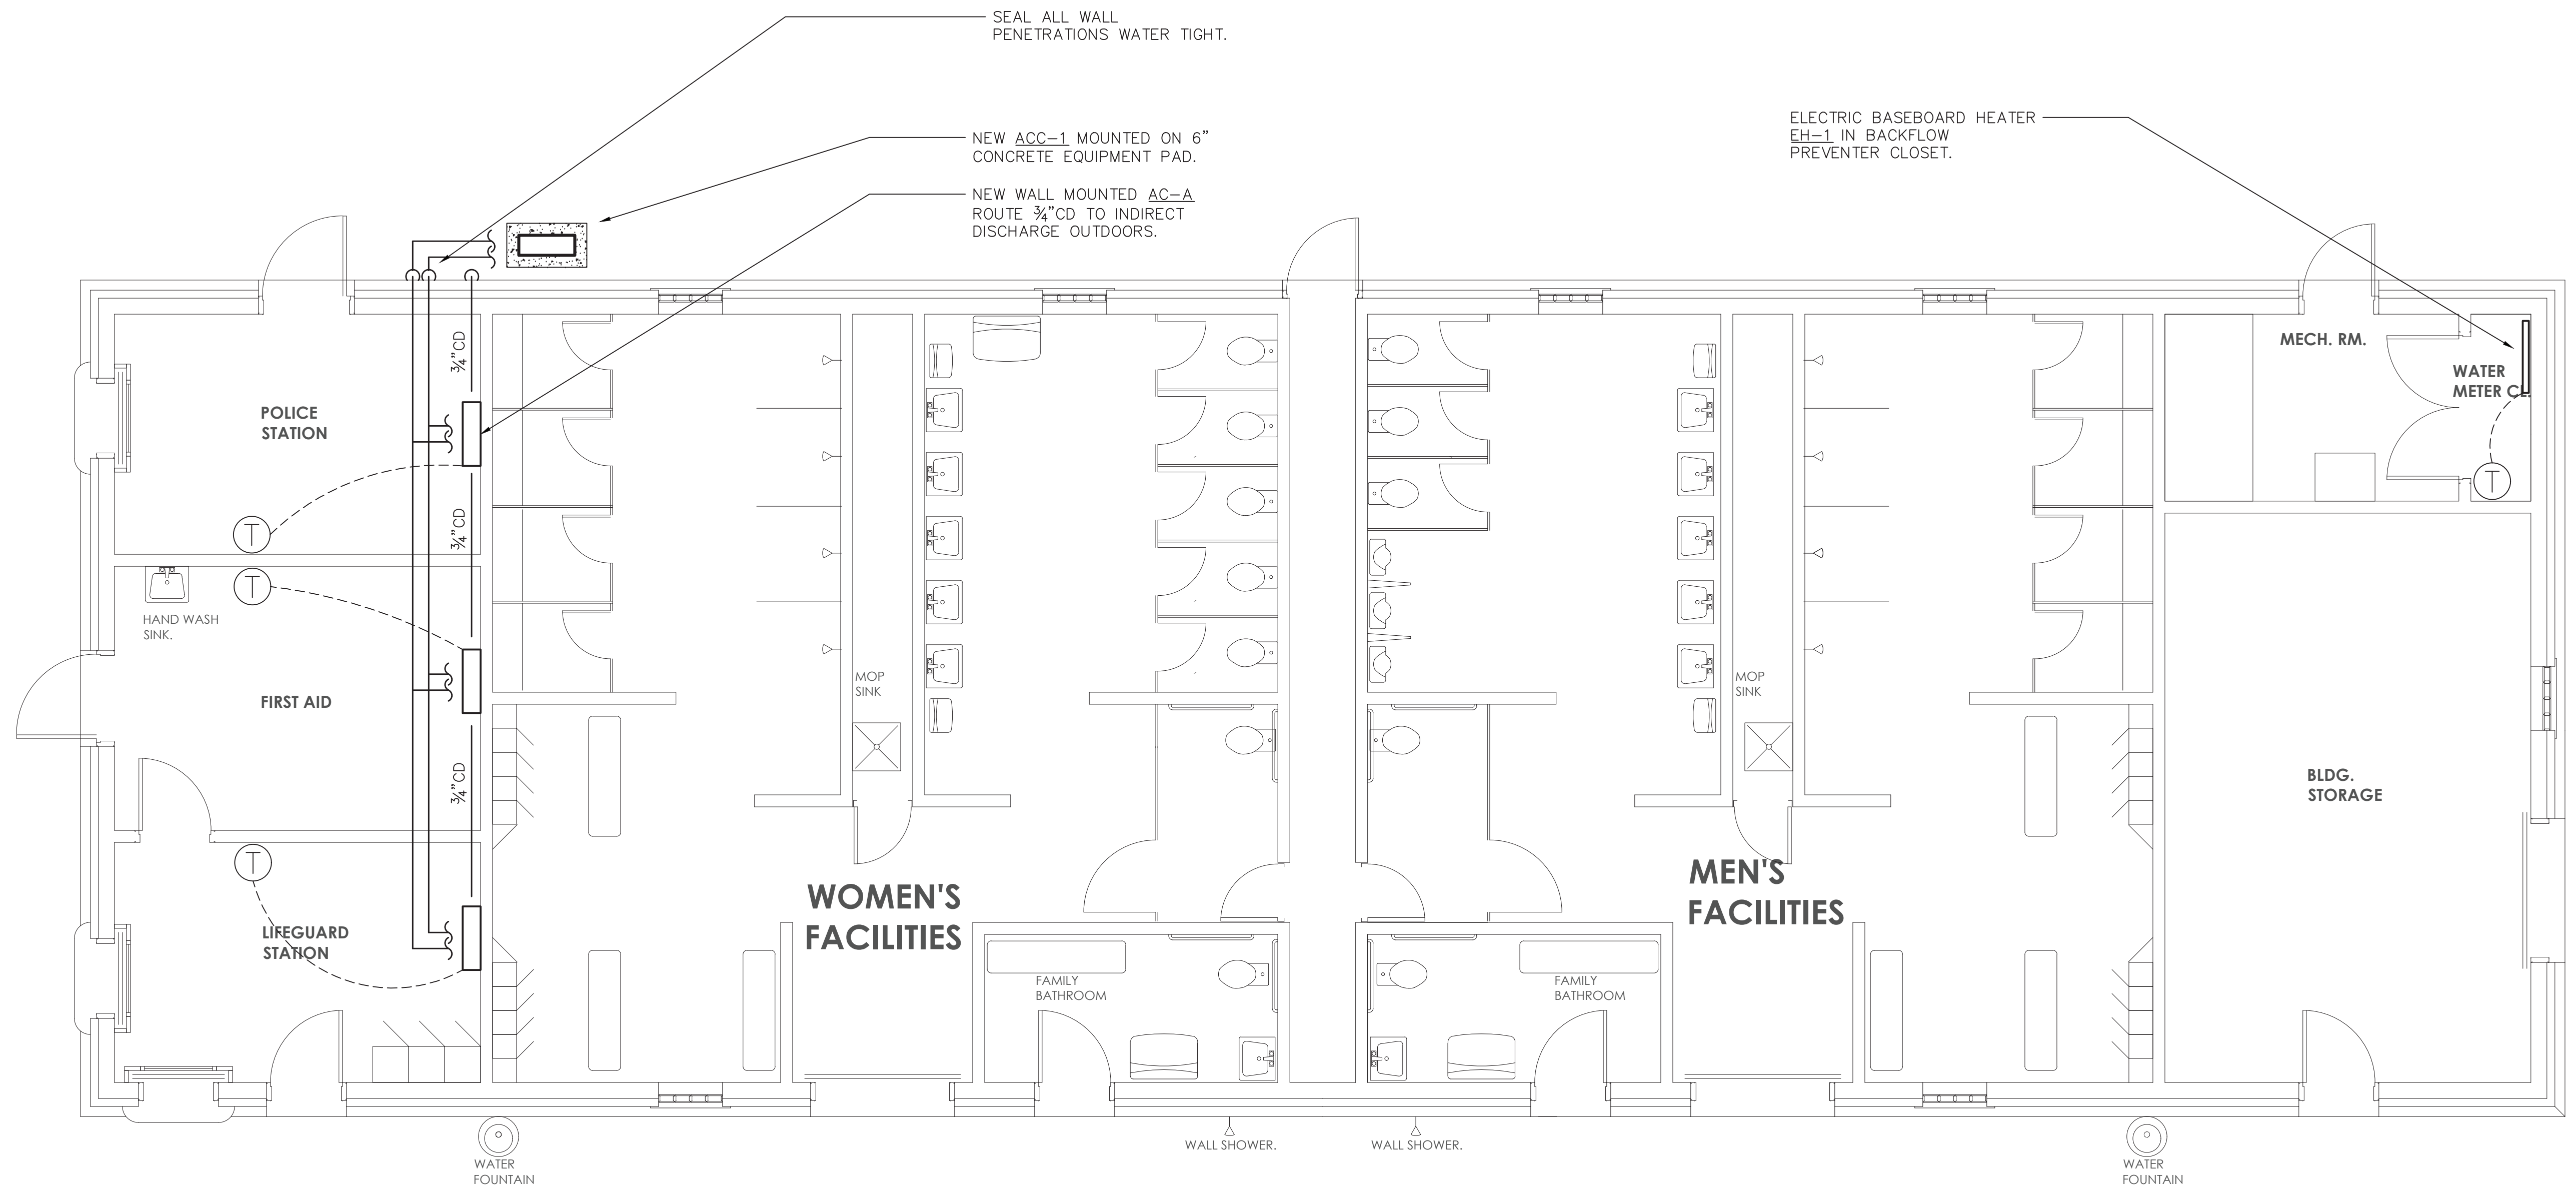 SEAL ALL WALL
PENETRATIONS WATER TIGHT.
NEW ACC-1 MOUNTED ON 6"
CONCRETE EQUIPMENT PAD.
NEW WALL MOUNTED AC-A
ROUTE ¾"CD TO INDIRECT
DISCHARGE OUTDOORS.
ELECTRIC BASEBOARD HEATER
EH-1 IN BACKFLOW
PREVENTER CLOSET.
¾"CD
MECH. RM.
WATER
METER CL.
POLICE
STATION
T
T
¾"CD
T
HAND WASH
SINK.
FIRST AID
MOP
SINK
MOP
SINK
¾"CD
BLDG.
STORAGE
T
LIFEGUARD
STATION
WOMEN'S
FACILITIES
MEN'S
FACILITIES
FAMILY
BATHROOM
FAMILY
BATHROOM
WALL SHOWER.
WALL SHOWER.
WATER
FOUNTAIN
WATER
FOUNTAIN